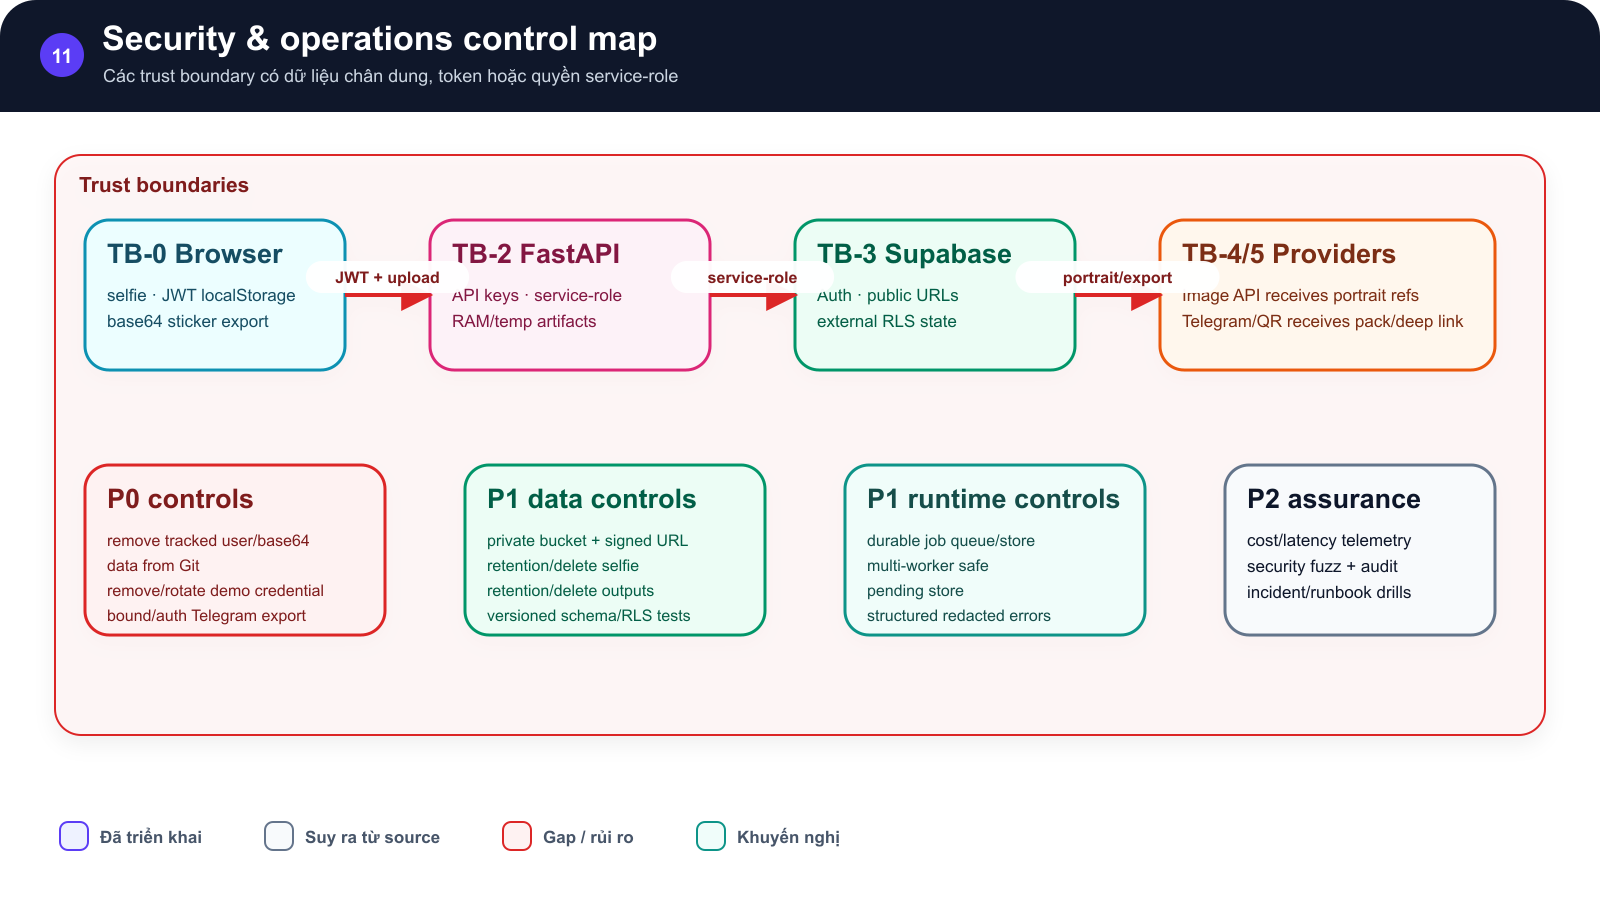 11
Security & operations control map
Các trust boundary có dữ liệu chân dung, token hoặc quyền service-role
Trust boundaries
TB-0 Browser
selfie · JWT localStorage
base64 sticker export
JWT + upload
TB-2 FastAPI
API keys · service-role
RAM/temp artifacts
service-role
TB-3 Supabase
Auth · public URLs
external RLS state
portrait/export
TB-4/5 Providers
Image API receives portrait refs
Telegram/QR receives pack/deep link
P0 controls
remove tracked user/base64
data from Git
remove/rotate demo credential
bound/auth Telegram export
P1 data controls
private bucket + signed URL
retention/delete selfie
retention/delete outputs
versioned schema/RLS tests
P1 runtime controls
durable job queue/store
multi-worker safe
pending store
structured redacted errors
P2 assurance
cost/latency telemetry
security fuzz + audit
incident/runbook drills
Đã triển khai
Suy ra từ source
Gap / rủi ro
Khuyến nghị